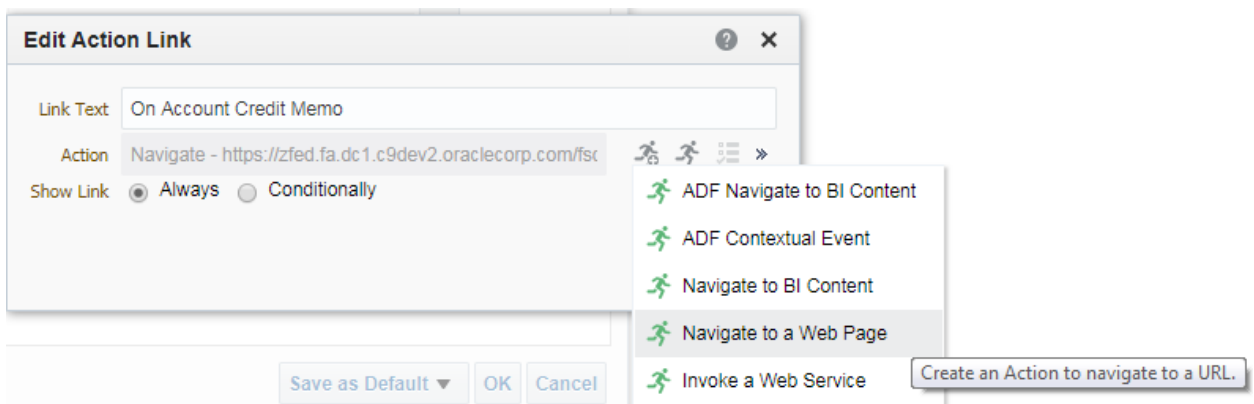 Edit Action Link
Link Text On Account Credit Memo
Action Navigate - https://zfed.fa.dc1.c9dev2.oraclecorp.com/fsc
Show Link Always Conditionally
ADF Navigate to BI Content
ADF Contextual Event
Navigate to BI Content
Navigate to a Web Page
Create an Action to navigate to a URL.
Invoke a Web Service
Save as Default OK Cancel